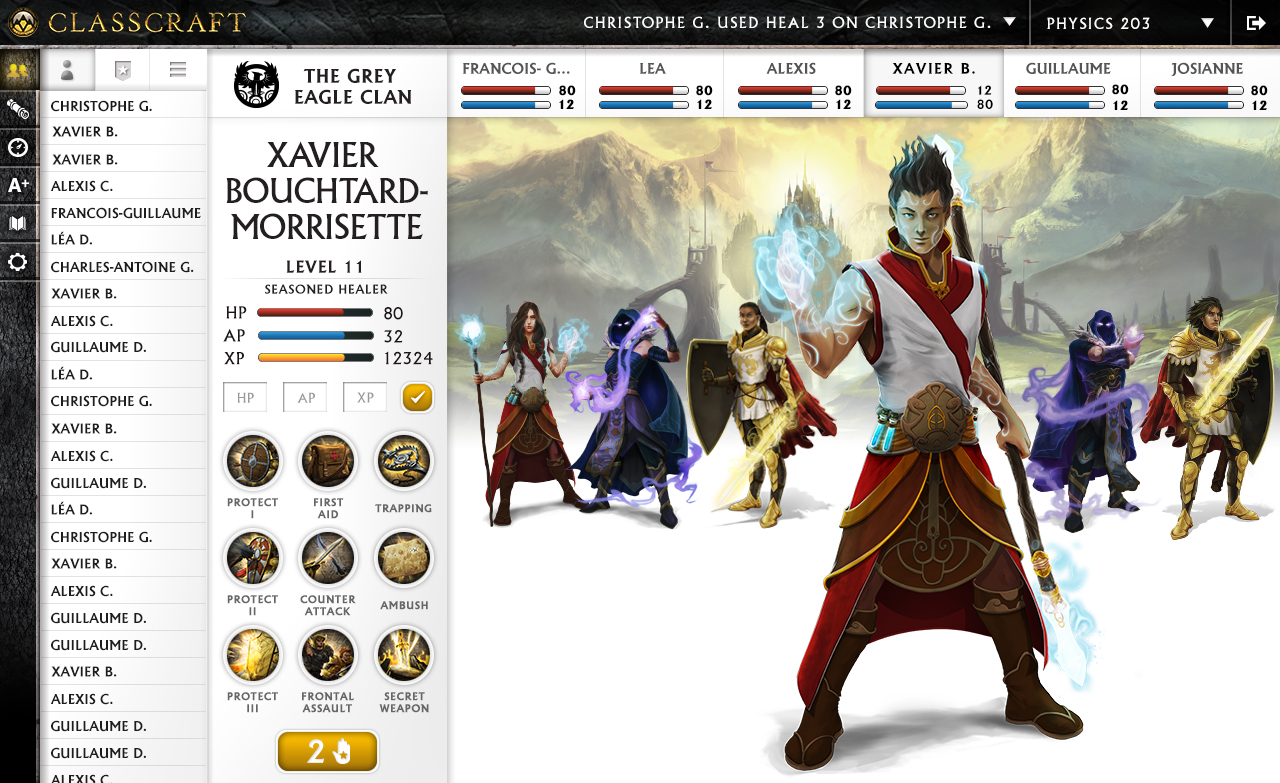 CLASSCRAFT
CHRISTOPHE G. USED HEAL 3 ON CHRISTOPHE G.
PHYSICS 203
A+
CHRISTOPHE G.
XAVIER B.
XAVIER B.
ALEXIS C.
FRANCOIS-GUILLAUME
LÉA D.
CHARLES-ANTOINE G.
XAVIER B.
ALEXIS C.
GUILLAUME D.
LÉA D.
CHRISTOPHE G.
XAVIER B.
ALEXIS C.
GUILLAUME D.
LÉA D.
CHRISTOPHE G.
XAVIER B.
ALEXIS C.
GUILLAUME D.
GUILLAUME D.
XAVIER B.
ALEXIS C.
GUILLAUME D.
GUILLAUME D.
ALEXIS C.
THE GREY
EAGLE CLAN
XAVIER
BOUCHTARD-
MORRISETTE
LEVEL 11
SEASONED HEALER
HP 80
AP 32
XP 12324
HP AP XP
PROTECT
I
FIRST
AID
TRAPPING
PROTECT
II
COUNTER
ATTACK
AMBUSH
PROTECT
III
FRONTAL
ASSAULT
SECRET
WEAPON
2
FRANCOIS- G...
80
12
LEA
80
12
ALEXIS
80
12
XAVIER B.
12
80
GUILLAUME
80
12
JOSIANNE
80
12